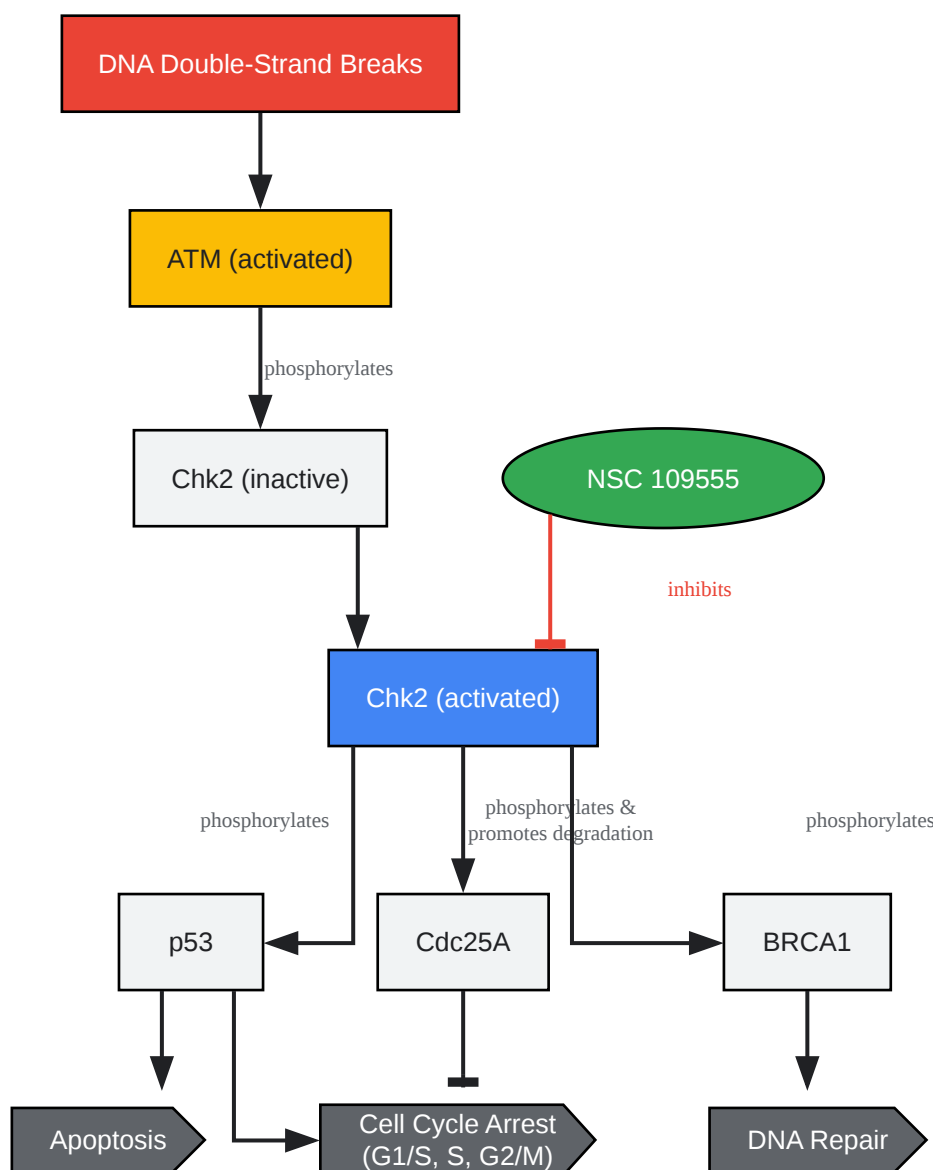 DNA Double-Strand Breaks
ATM (activated)
phosphorylates
Chk2 (inactive)
NSC 109555
inhibits
Chk2 (activated)
phosphorylates
phosphorylates &
promotes degradation
phosphorylates
p53
Cdc25A
BRCA1
Apoptosis
Cell Cycle Arrest
(G1/S, S, G2/M)
DNA Repair